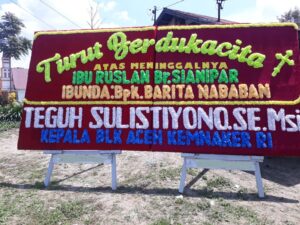 Turut Berdukacita
ATAS MENINGGALNYA
IBU RUSLAN Br.SIANIPAR
IBUNDA:Bpk.BARITA NABABAN
TEGUH SULISTIYONO,SE.Msi
KEPALA BLK ACEH KEMNAKER RI